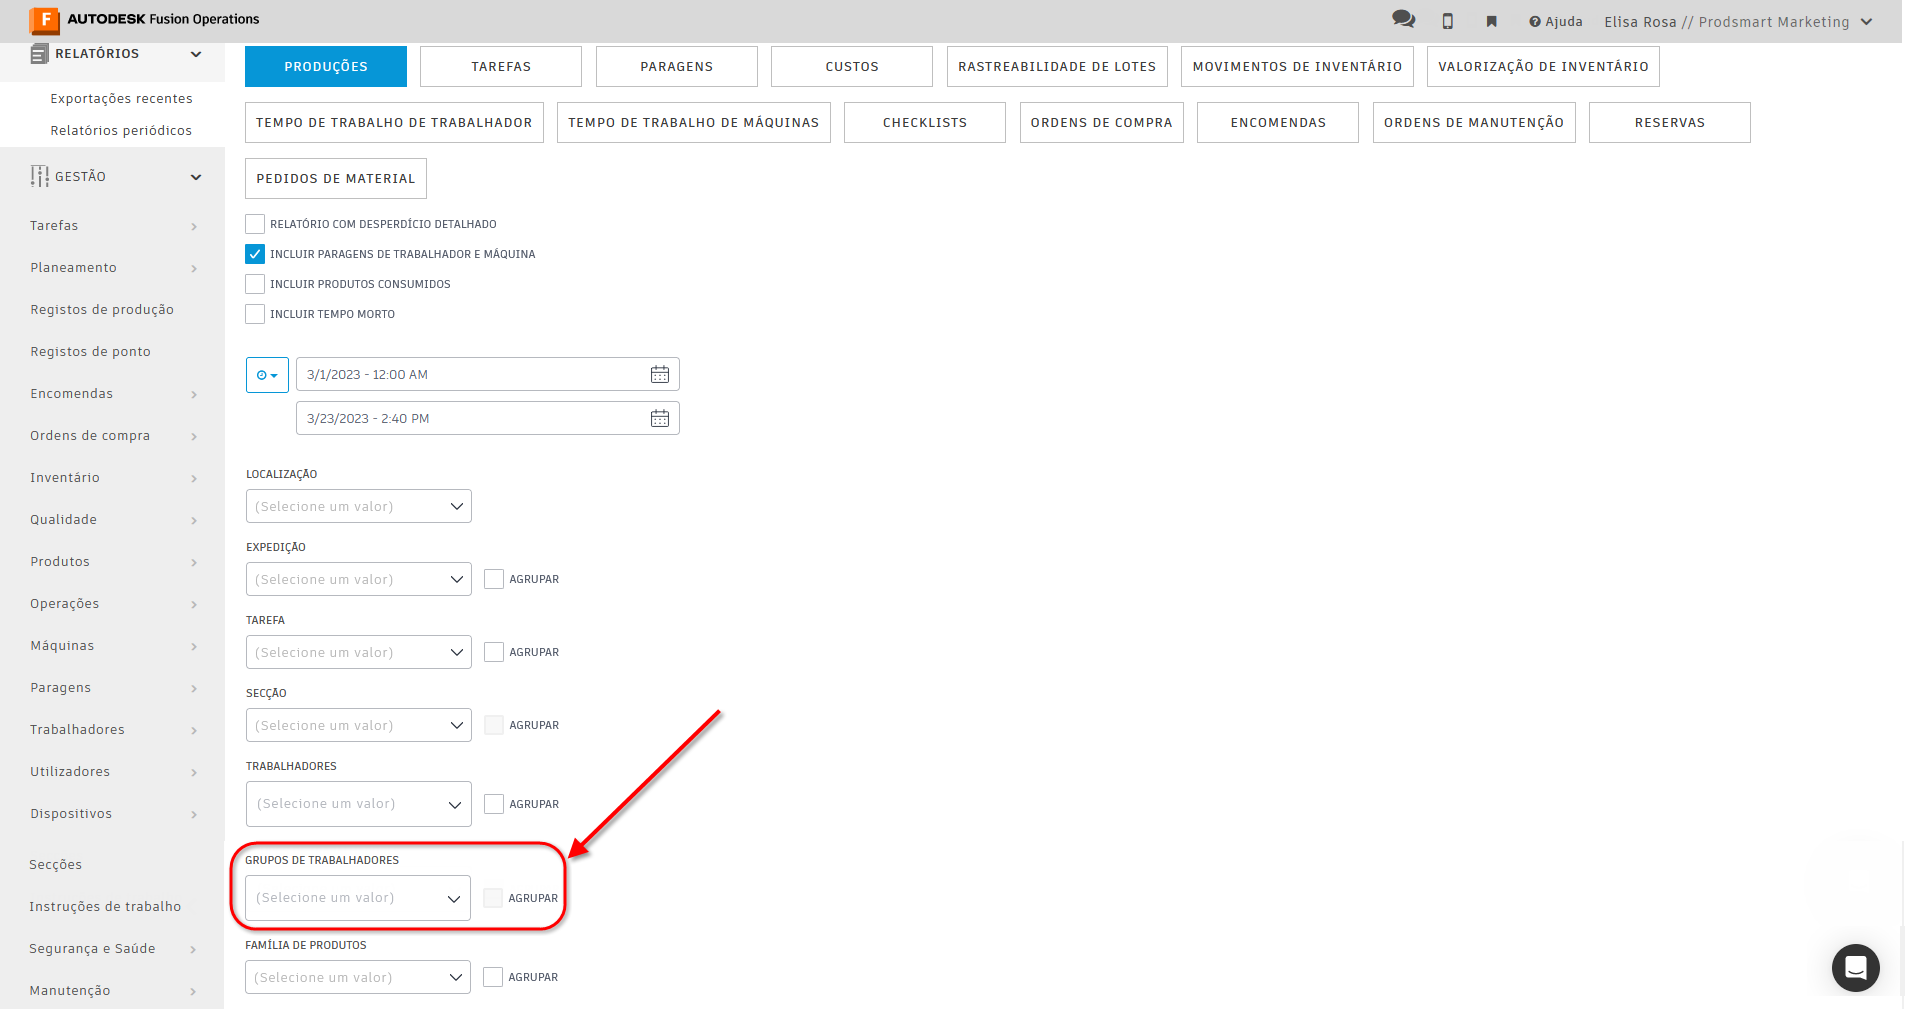 F AUTODESK Fusion Operations
Ajuda
Elisa Rosa // Prodsmart Marketing
RELATÓRIOS
Exportações recentes
Relatórios periódicos
GESTÃO
Tarefas
Planeamento
Registos de produção
Registos de ponto
Encomendas
Ordens de compra
Inventário
Qualidade
Produtos
Operações
Máquinas
Paragens
Trabalhadores
Utilizadores
Dispositivos
Secções
Instruções de trabalho
Segurança e Saúde
Manutenção
PRODUÇÕES
TAREFAS
PARAGENS
CUSTOS
RASTREABILIDADE DE LOTES
MOVIMENTOS DE INVENTÁRIO
VALORIZAÇÃO DE INVENTÁRIO
TEMPO DE TRABALHO DE TRABALHADOR
TEMPO DE TRABALHO DE MÁQUINAS
CHECKLISTS
ORDENS DE COMPRA
ENCOMENDAS
ORDENS DE MANUTENÇÃO
RESERVAS
PEDIDOS DE MATERIAL
RELATÓRIO COM DESPERDÍCIO DETALHADO
INCLUIR PARAGENS DE TRABALHADOR E MÁQUINA
INCLUIR PRODUTOS CONSUMIDOS
INCLUIR TEMPO MORTO
3/1/2023 - 12:00 AM
3/23/2023 - 2:40 PM
LOCALIZAÇÃO
(Selecione um valor)
EXPEDIÇÃO
(Selecione um valor)
AGRUPAR
TAREFA
(Selecione um valor)
AGRUPAR
SECÇÃO
(Selecione um valor)
AGRUPAR
TRABALHADORES
(Selecione um valor)
AGRUPAR
GRUPOS DE TRABALHADORES
(Selecione um valor)
AGRUPAR
FAMÍLIA DE PRODUTOS
(Selecione um valor)
AGRUPAR